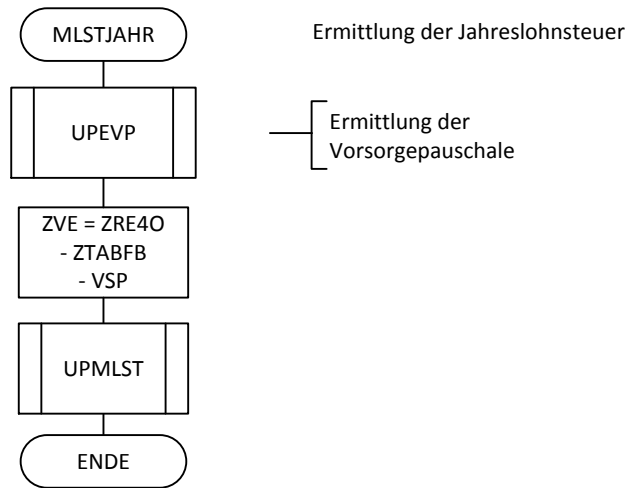 MLSTJAHR
Ermittlung der Jahreslohnsteuer
UPEVP
Ermittlung der
Vorsorgepauschale
ZVE = ZRE4O
- ZTABFB
- VSP
UPMLST
ENDE